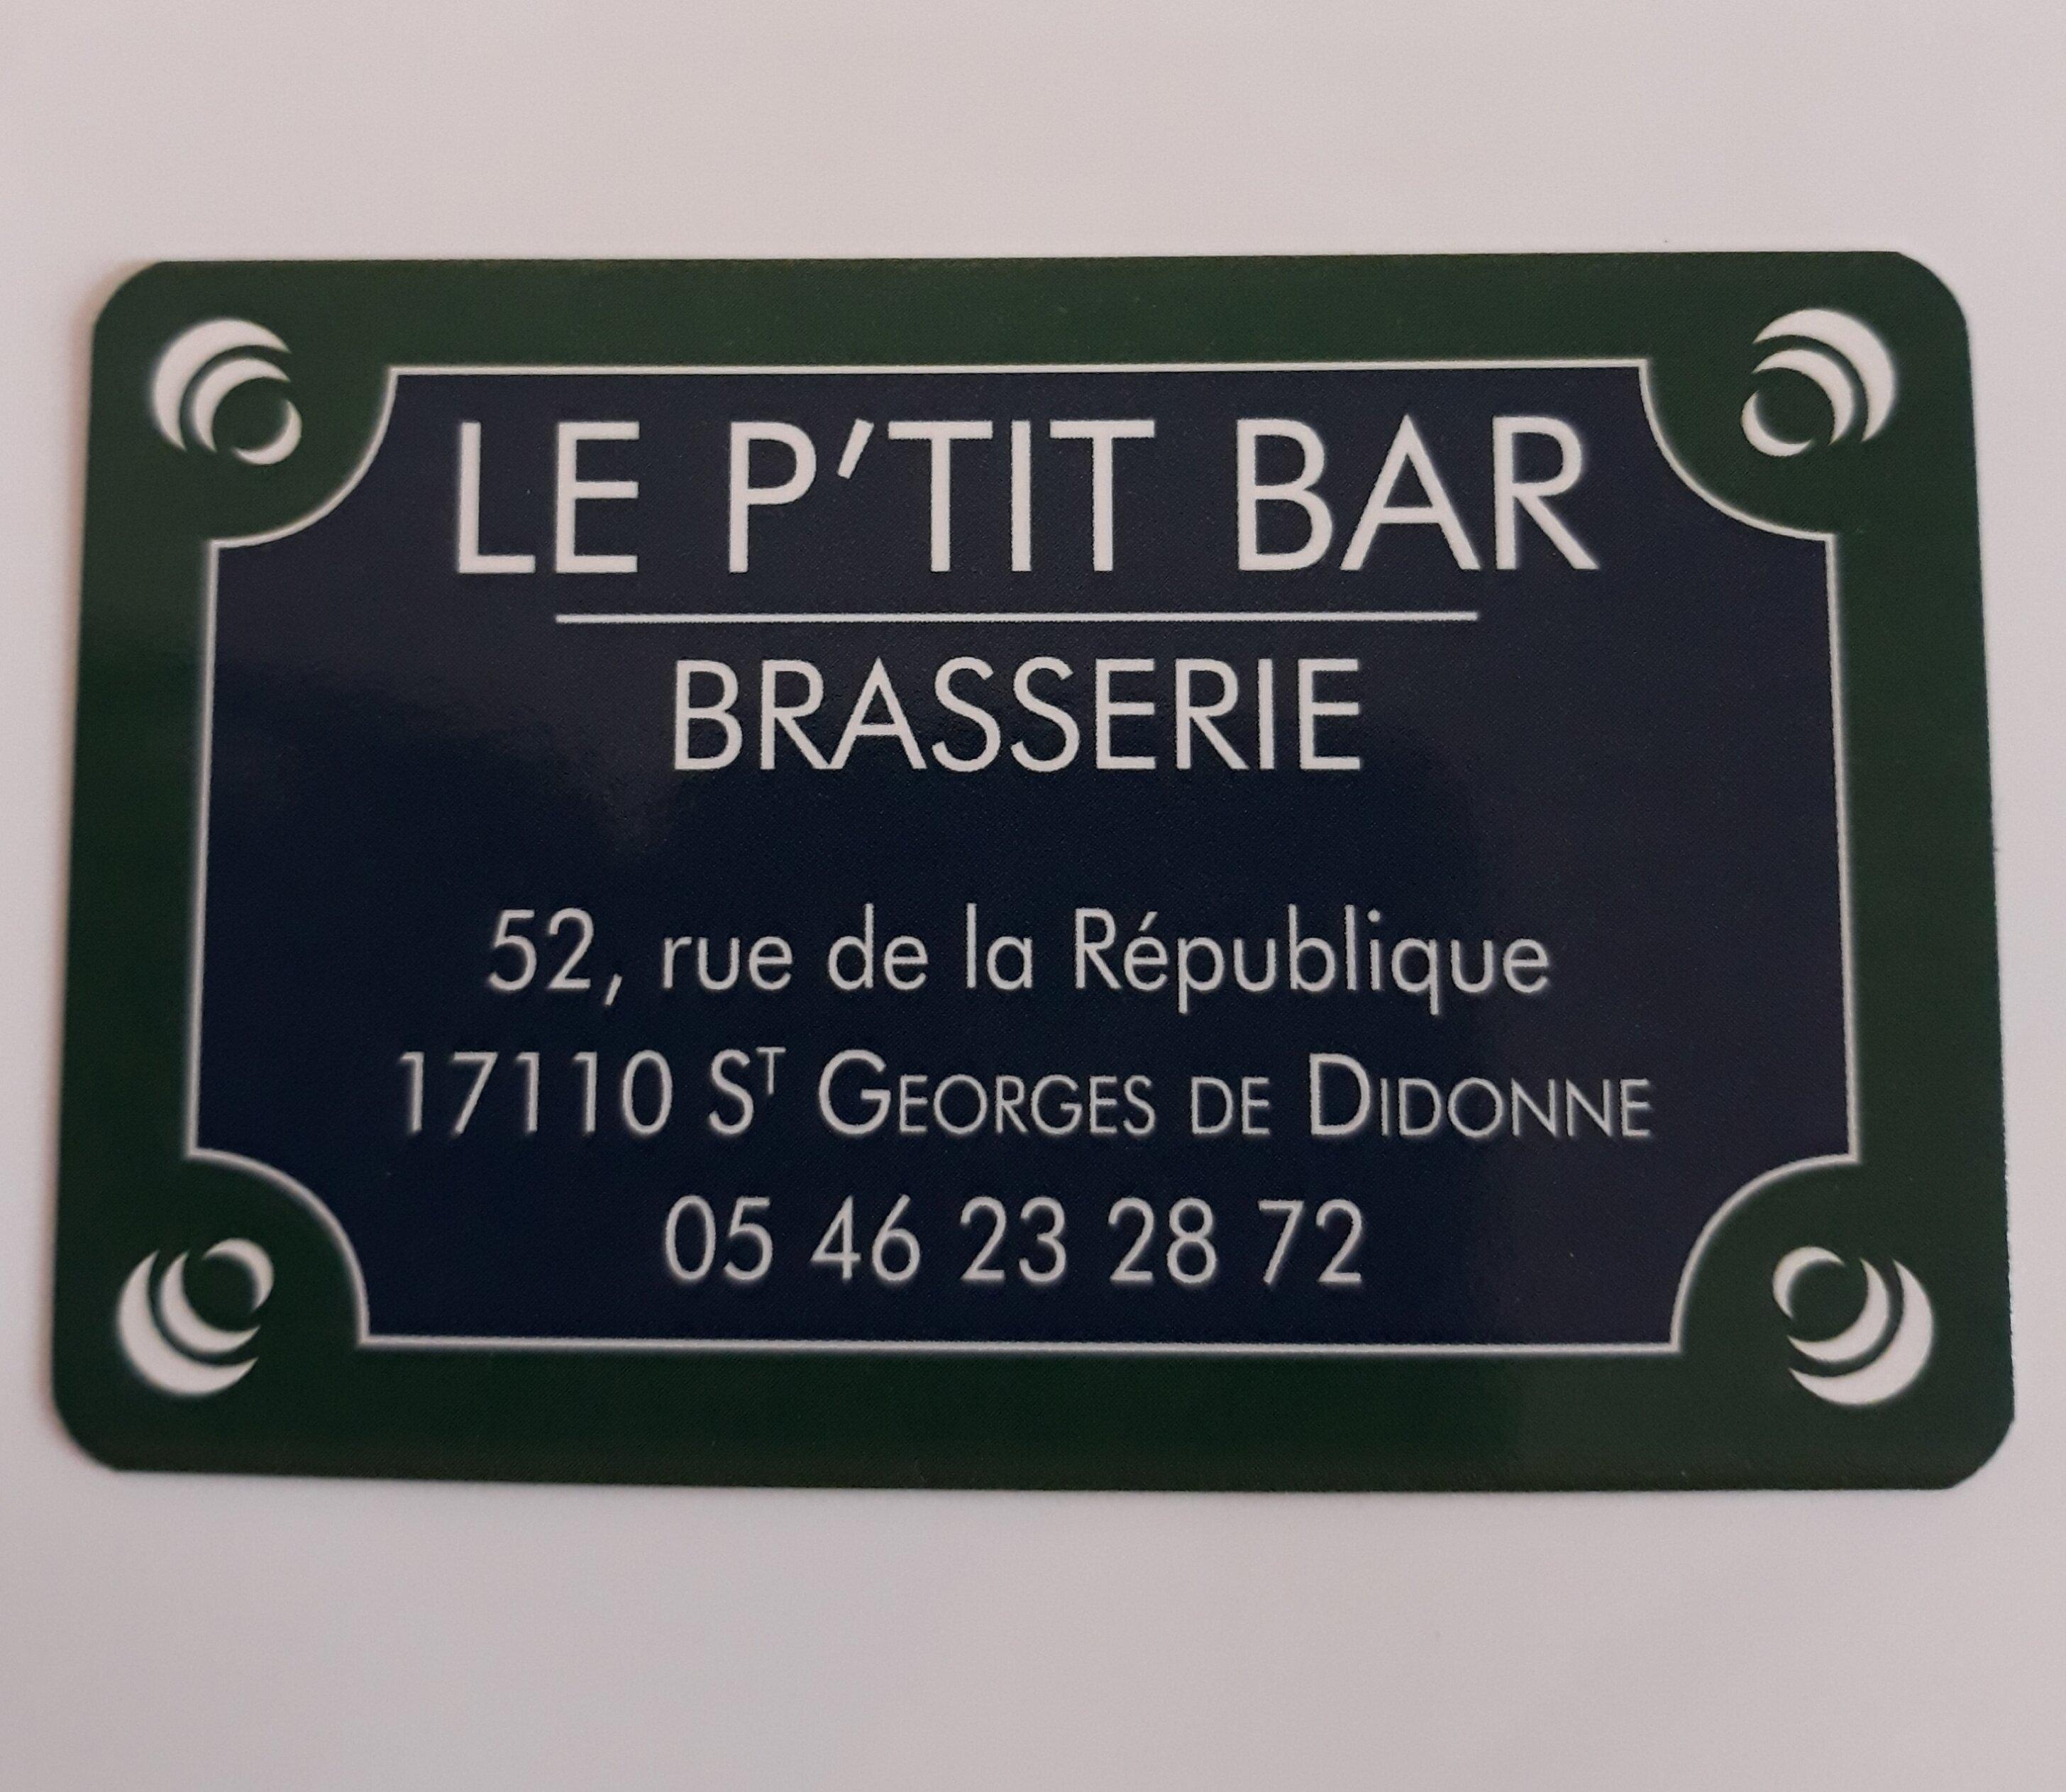 LE P'TIT BAR
BRASSERIE
52, rue de la République
17110 ST GEORGES DE DIDONNE
05 46 23 28 72